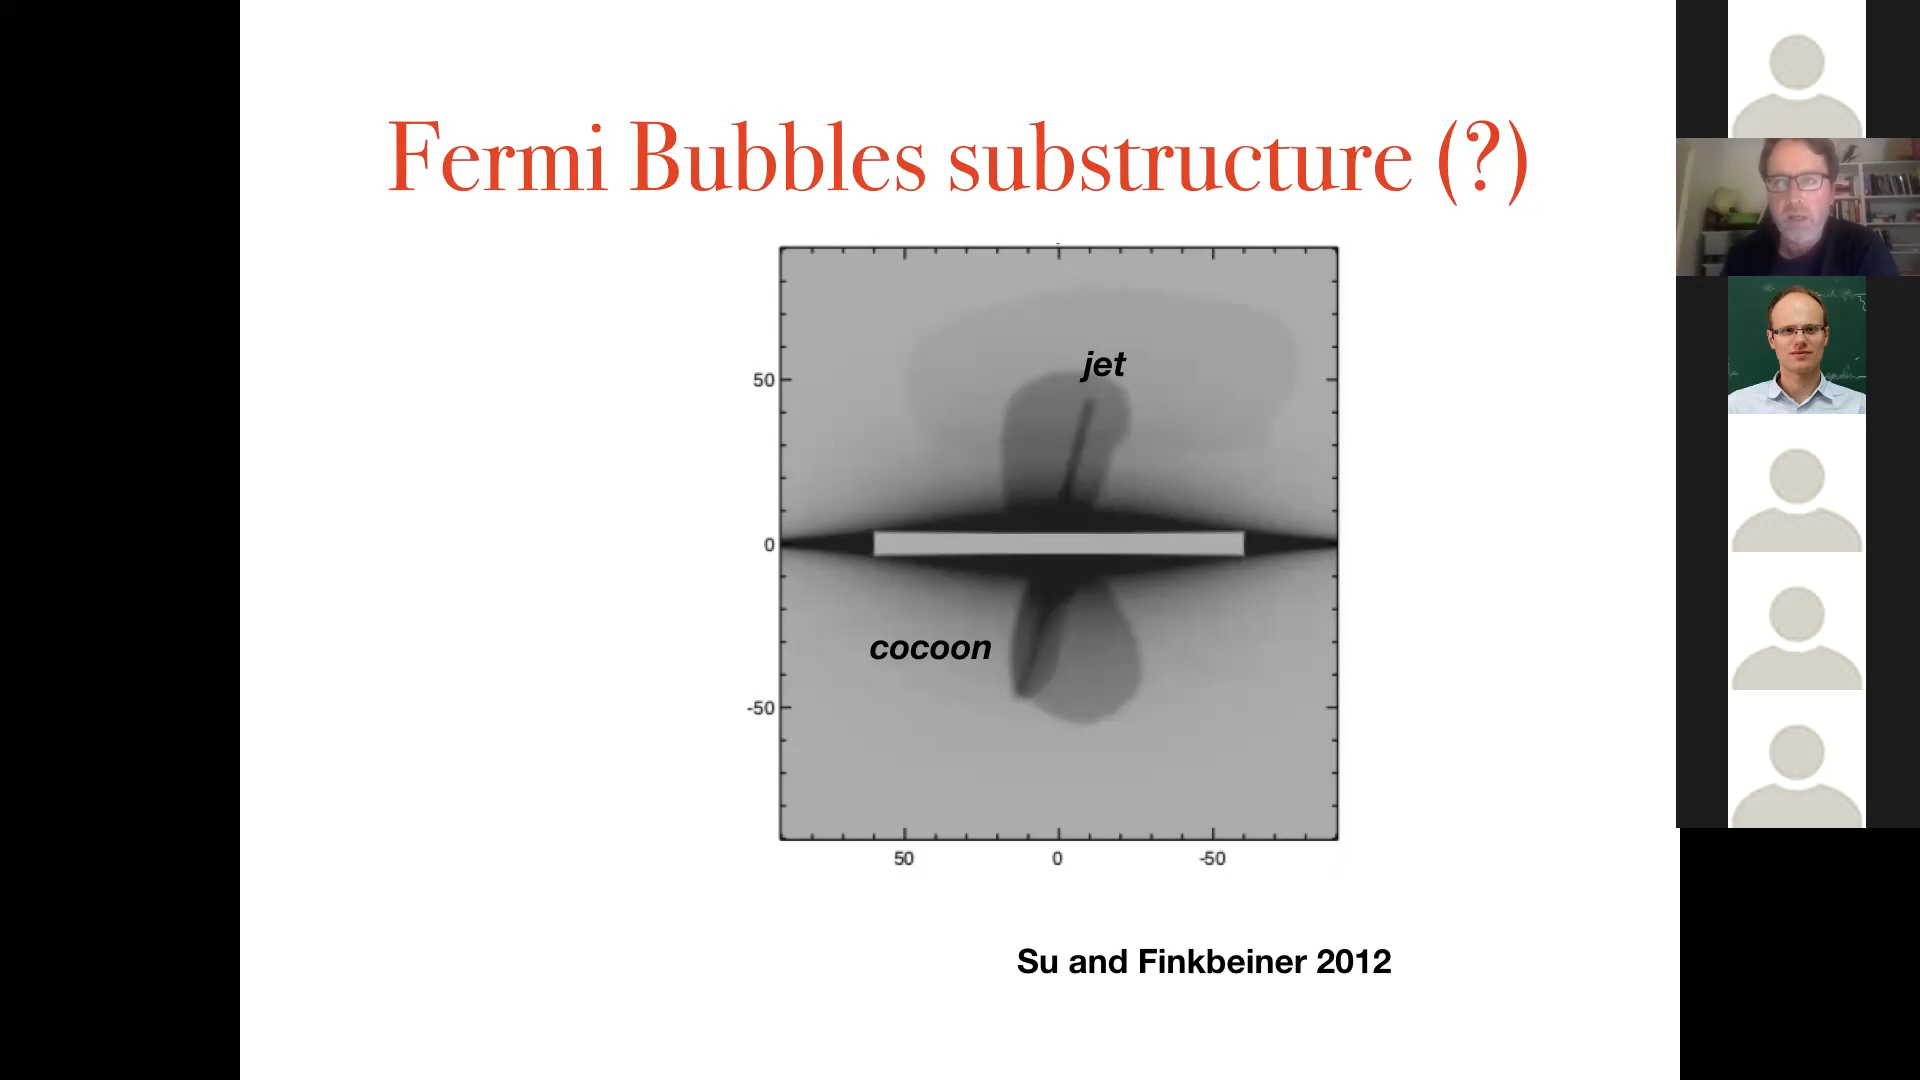 Fermi Bubbles substructure (?)
jet
50
0
cocoon
-50
50 0 -50
Su and Finkbeiner 2012